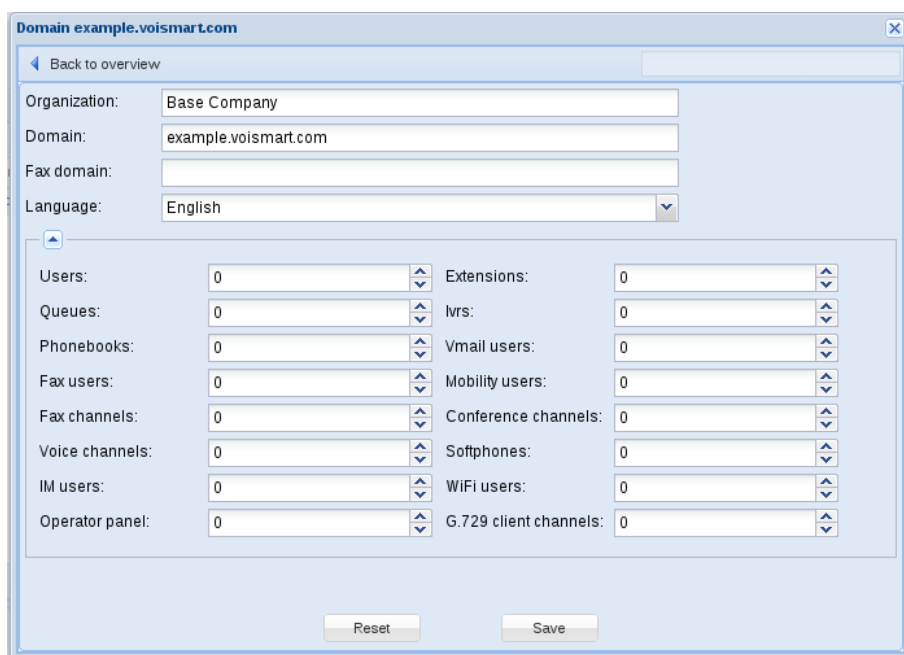 Domain example.voismart.com
Back to overview
Organization: Base Company
Domain: example.voismart.com
Fax domain:
Language: English
Users: 0 Extensions: 0
Queues: 0 Ivrs: 0
Phonebooks: 0 Vmail users: 0
Fax users: 0 Mobility users: 0
Fax channels: 0 Conference channels: 0
Voice channels: 0 Softphones: 0
IM users: 0 WiFi users: 0
Operator panel: 0 G.729 client channels: 0
Reset Save